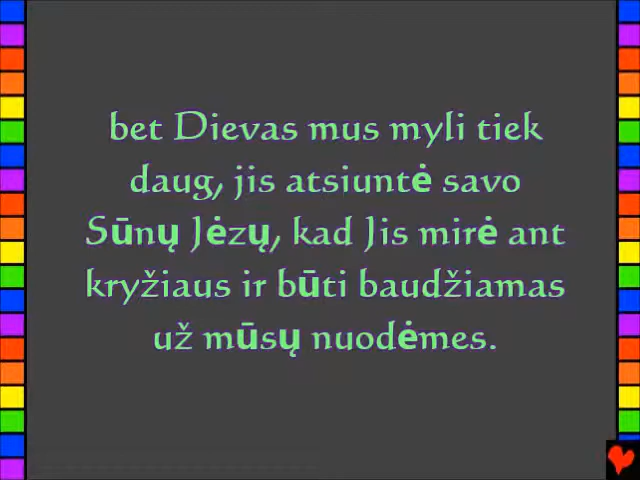 bet Dievas mus myli tiek
daug, jis atsiuntė savo
Sūnų Jėzų, kad Jis mirė ant
kryžiaus ir būti baudžiamas
už mūsų nuodėmes.